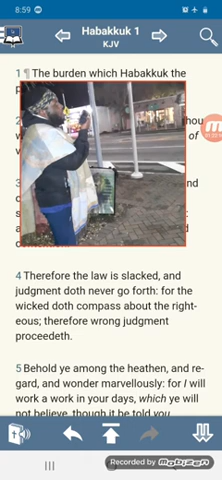 8:59
Habakkuk 1
KJV
1 ¶ The burden which Habakkuk the
2
thou
of
3
nd
4 Therefore the law is slacked, and
judgment doth never go forth: for the
wicked doth compass about the right-
eous; therefore wrong judgment
proceedeth.
5 Behold ye among the heathen, and re-
gard, and wonder marvellously: for I will
work a work in your days, which ye will
not believe, though it be told you.
Recorded by mobizen